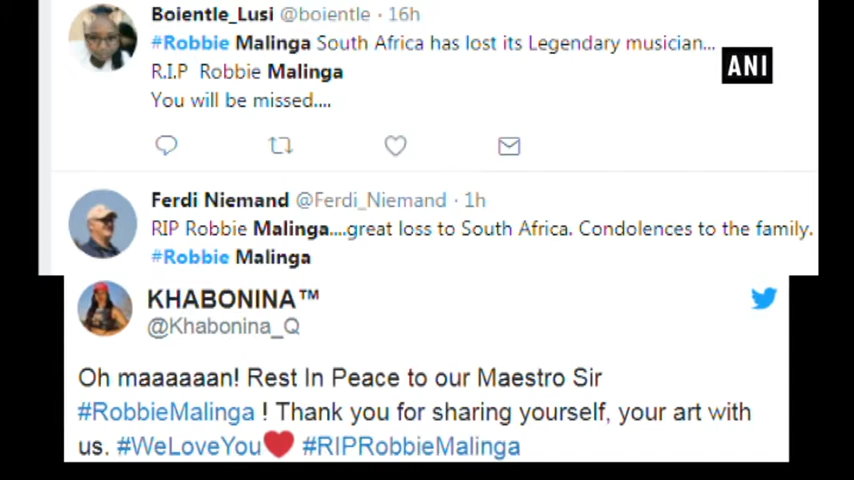 Boientle_Lusi @boientle · 16h
#Robbie Malinga South Africa has lost its Legendary musician...
ANI
R.I.P Robbie Malinga
You will be missed....
Ferdi Niemand @Ferdi_Niemand · 1h
RIP Robbie Malinga....great loss to South Africa. Condolences to the family.
#Robbie Malinga
KHABONINA™
@Khabonina_Q
Oh maaaaaan! Rest In Peace to our Maestro Sir
#RobbieMalinga ! Thank you for sharing yourself, your art with
us. #WeLoveYou❤ #RIPRobbieMalinga